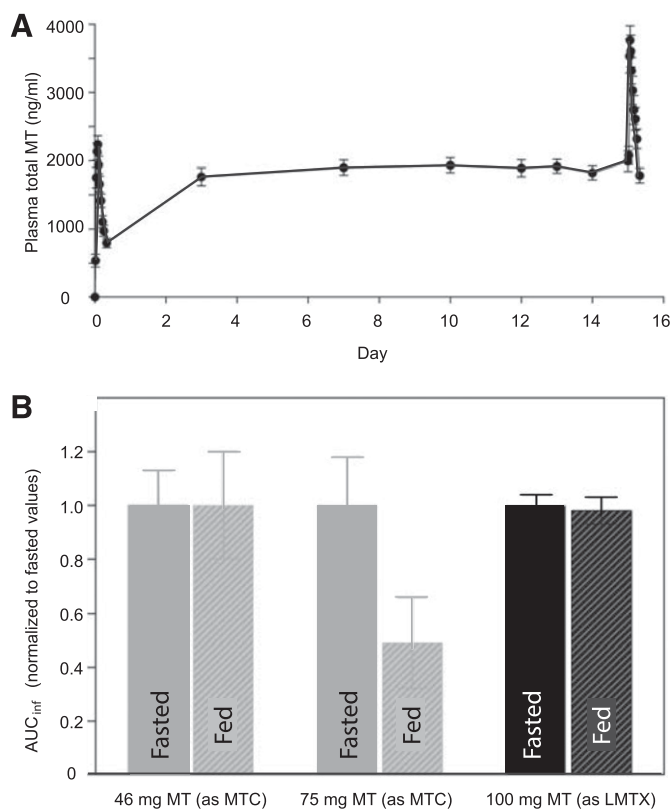 A
Plasma total MT (ng/ml)
4000
3000
2000
1000
0
0 2 4 6 8 10 12 14 16
Day
B
AUCinf (normalized to fasted values)
1.2
1.0
0.8
0.6
0.4
0.2
0
Fasted Fed Fasted Fed Fasted Fed
46 mg MT (as MTC) 75 mg MT (as MTC) 100 mg MT (as LMTX)